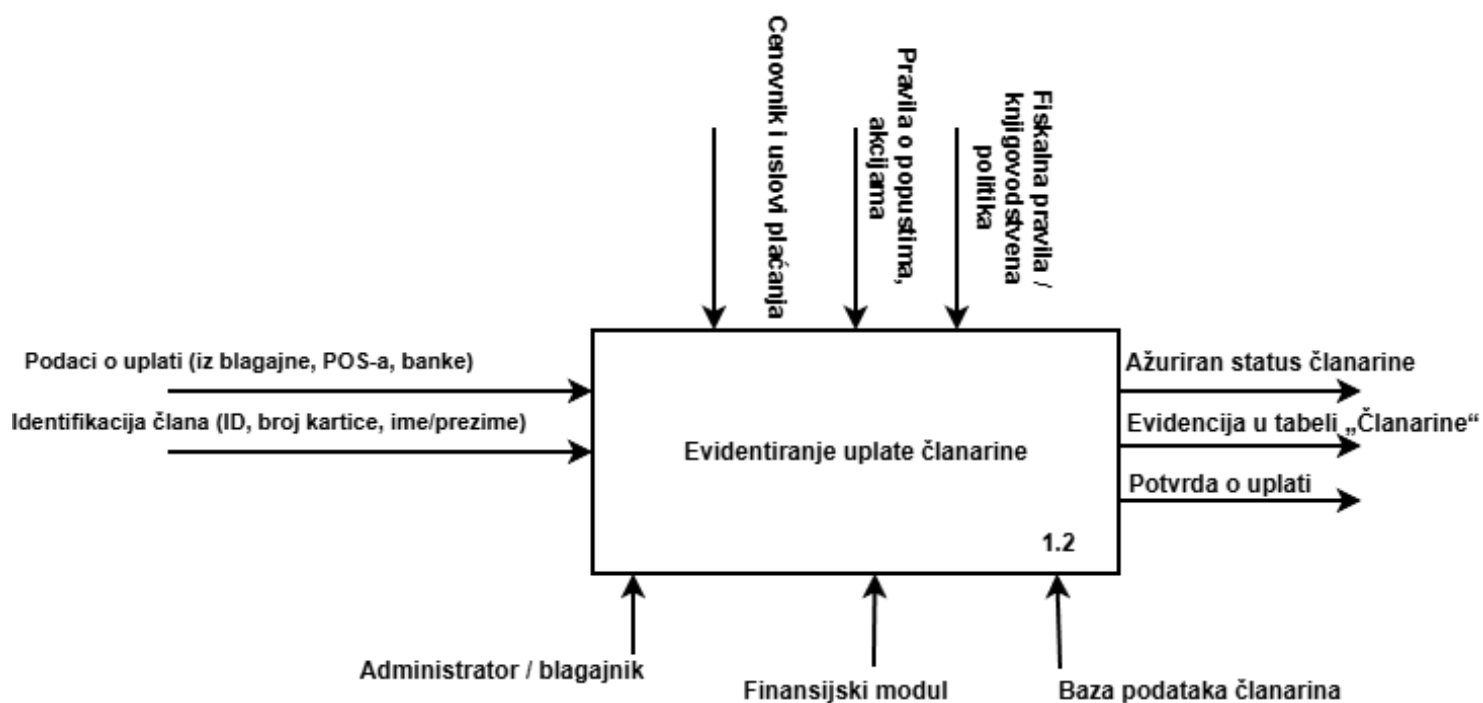 Cenovnik i uslovi plaćanja
Pravila o popustima,
akcijama
Fiskalna pravila /
knjigovodstvena
politika
Podaci o uplati (iz blagajne, POS-a, banke)
Identifikacija člana (ID, broj kartice, ime/prezime)
Evidentiranje uplate članarine
1.2
Ažuriran status članarine
Evidencija u tabeli „Članarine“
Potvrda o uplati
Administrator / blagajnik
Finansijski modul
Baza podataka članarina